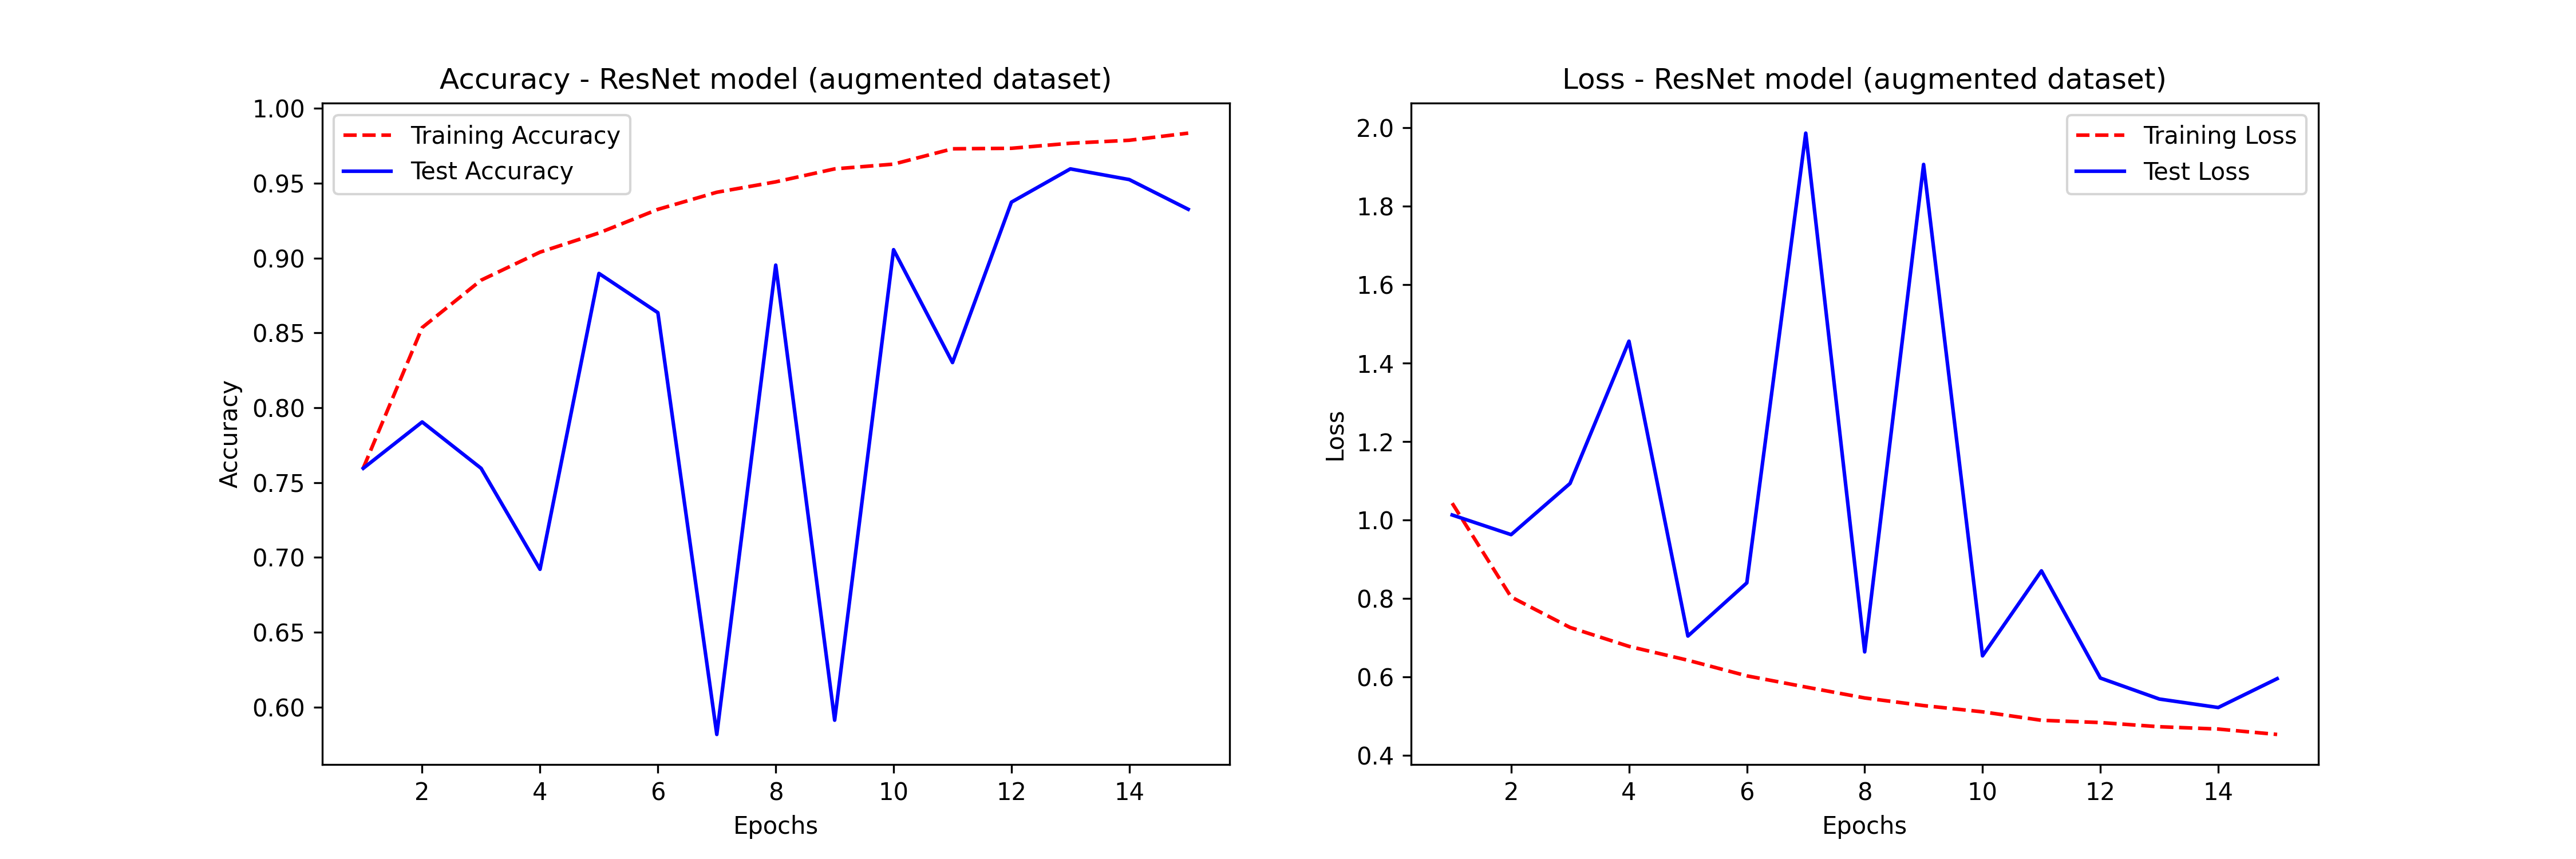 Accuracy - ResNet model (augmented dataset)
1.00
0.95
0.90
0.85
0.80
0.75
0.70
0.65
0.60
Accuracy
Training Accuracy
Test Accuracy
2 4 6 8 10 12 14
Epochs
Loss - ResNet model (augmented dataset)
2.0
1.8
1.6
1.4
1.2
1.0
0.8
0.6
0.4
Loss
Training Loss
Test Loss
2 4 6 8 10 12 14
Epochs